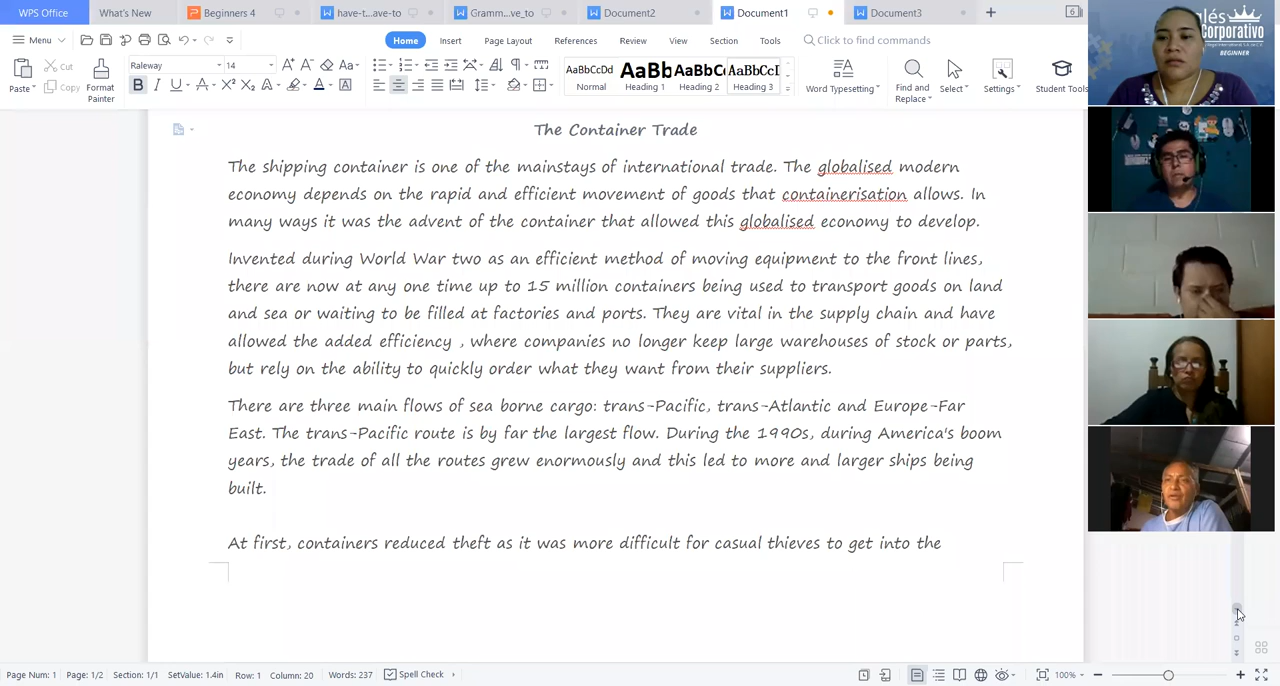 WPS Office What's New Beginners 4 have-t...ave-to Gramm...ve_to Document2 Document1 Document3 6
Menu Home Insert Page Layout References Review View Section Tools Click to find commands
Paste Cut Copy Format Painter Raleway 14 AaBbCcDd Normal AaBb Heading 1 AaBbCc Heading 2 AaBbCcI Heading 3 Word Typesetting Find and Replace Select Settings Student Tools
glés
Corporativo
BEGINNER
The Container Trade
The shipping container is one of the mainstays of international trade. The globalised modern
economy depends on the rapid and efficient movement of goods that containerisation allows. In
many ways it was the advent of the container that allowed this globalised economy to develop.
Invented during World War two as an efficient method of moving equipment to the front lines,
there are now at any one time up to 15 million containers being used to transport goods on land
and sea or waiting to be filled at factories and ports. They are vital in the supply chain and have
allowed the added efficiency , where companies no longer keep large warehouses of stock or parts,
but rely on the ability to quickly order what they want from their suppliers.
There are three main flows of sea borne cargo: trans-Pacific, trans-Atlantic and Europe-Far
East. The trans-Pacific route is by far the largest flow. During the 1990s, during America's boom
years, the trade of all the routes grew enormously and this led to more and larger ships being
built.
At first, containers reduced theft as it was more difficult for casual thieves to get into the
Page Num: 1 Page: 1/2 Section: 1/1 SetValue: 1.4in Row: 1 Column: 20 Words: 237 Spell Check 100%